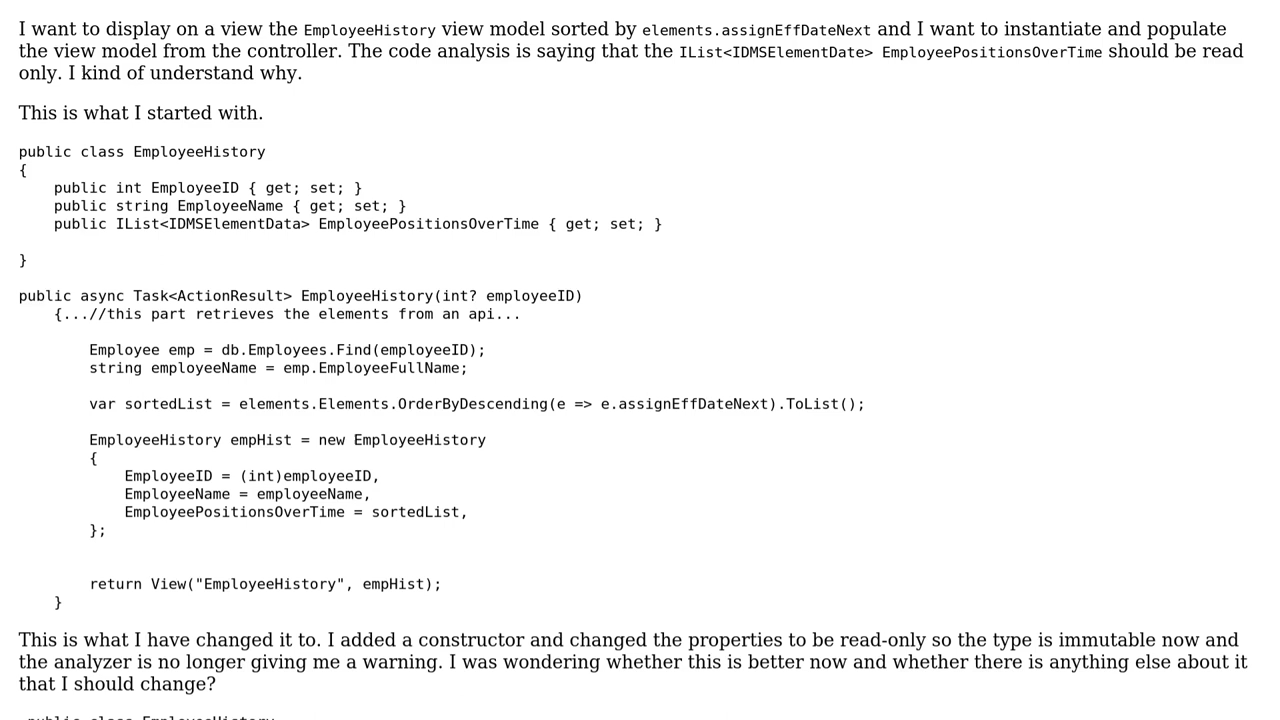 I want to display on a view the EmployeeHistory view model sorted by elements.assignEffDateNext and I want to instantiate and populate
the view model from the controller. The code analysis is saying that the IList<IDMSElementDate> EmployeePositionsOverTime should be read
only. I kind of understand why.
This is what I started with.
public class EmployeeHistory
{
    public int EmployeeID { get; set; }
    public string EmployeeName { get; set; }
    public IList<IDMSElementData> EmployeePositionsOverTime { get; set; }
}
public async Task<ActionResult> EmployeeHistory(int? employeeID)
    {...//this part retrieves the elements from an api...
        Employee emp = db.Employees.Find(employeeID);
        string employeeName = emp.EmployeeFullName;
        var sortedList = elements.Elements.OrderByDescending(e => e.assignEffDateNext).ToList();
        EmployeeHistory empHist = new EmployeeHistory
        {
            EmployeeID = (int)employeeID,
            EmployeeName = employeeName,
            EmployeePositionsOverTime = sortedList,
        };
        return View("EmployeeHistory", empHist);
    }
This is what I have changed it to. I added a constructor and changed the properties to be read-only so the type is immutable now and
the analyzer is no longer giving me a warning. I was wondering whether this is better now and whether there is anything else about it
that I should change?
public class EmployeeHistory